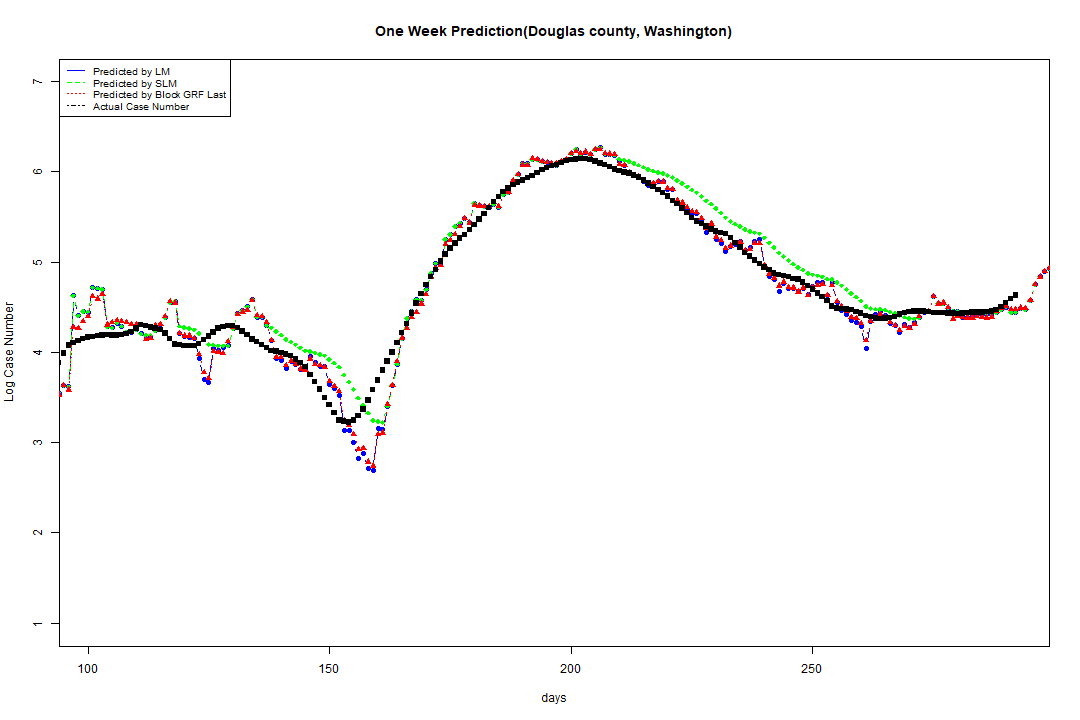 One Week Prediction(Douglas county, Washington)
Predicted by LM
Predicted by SLM
Predicted by Block GRF Last
Actual Case Number
7
6
5
4
3
2
1
Log Case Number
100 150 200 250
days